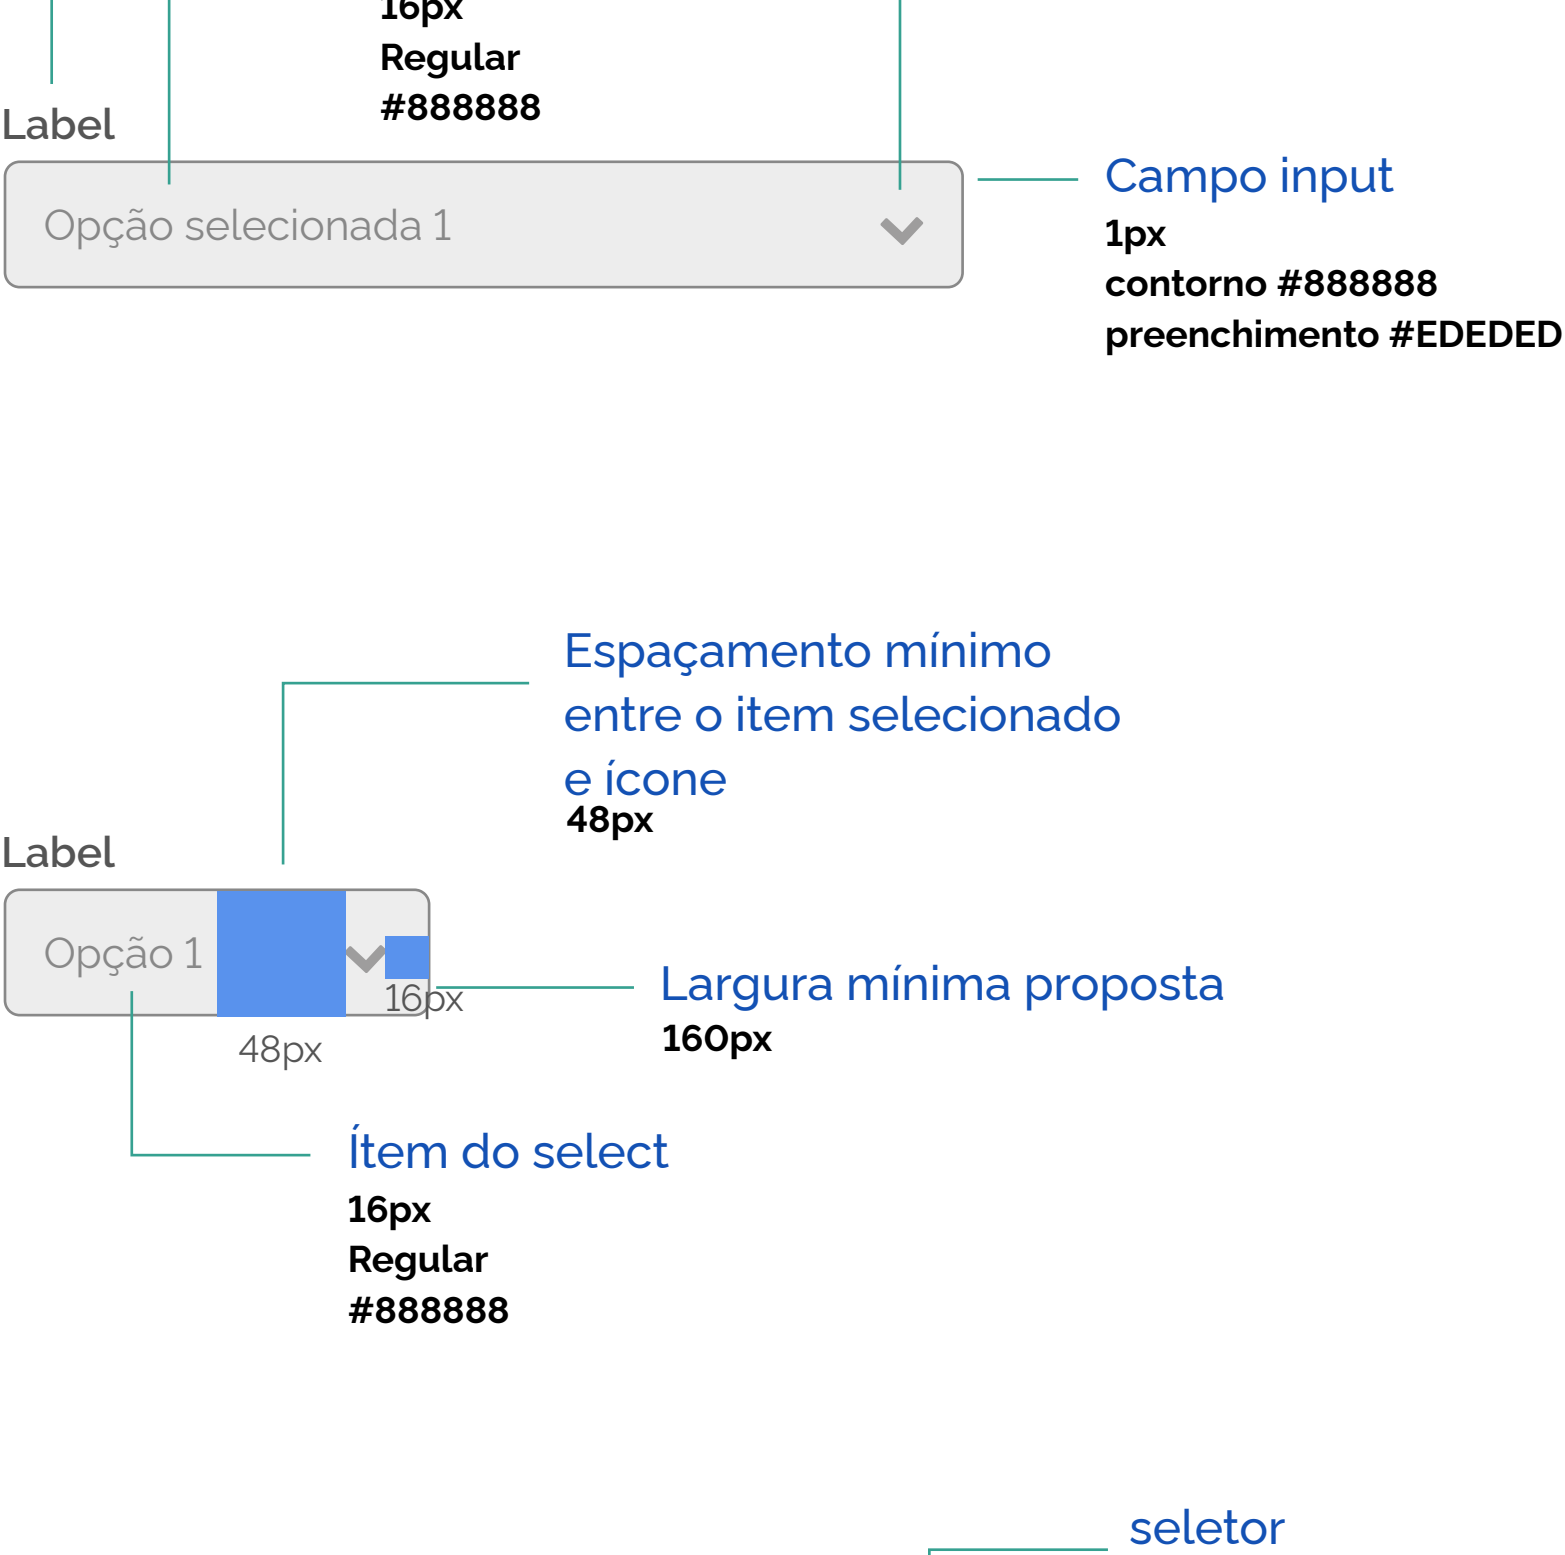 16px
Regular
#888888
Label
Opção selecionada 1
Campo input
1px
contorno #888888
preenchimento #EDEDED
Espaçamento mínimo
entre o item selecionado
e ícone
48px
Label
Opção 1
16px
48px
Largura mínima proposta
160px
Ítem do select
16px
Regular
#888888
seletor